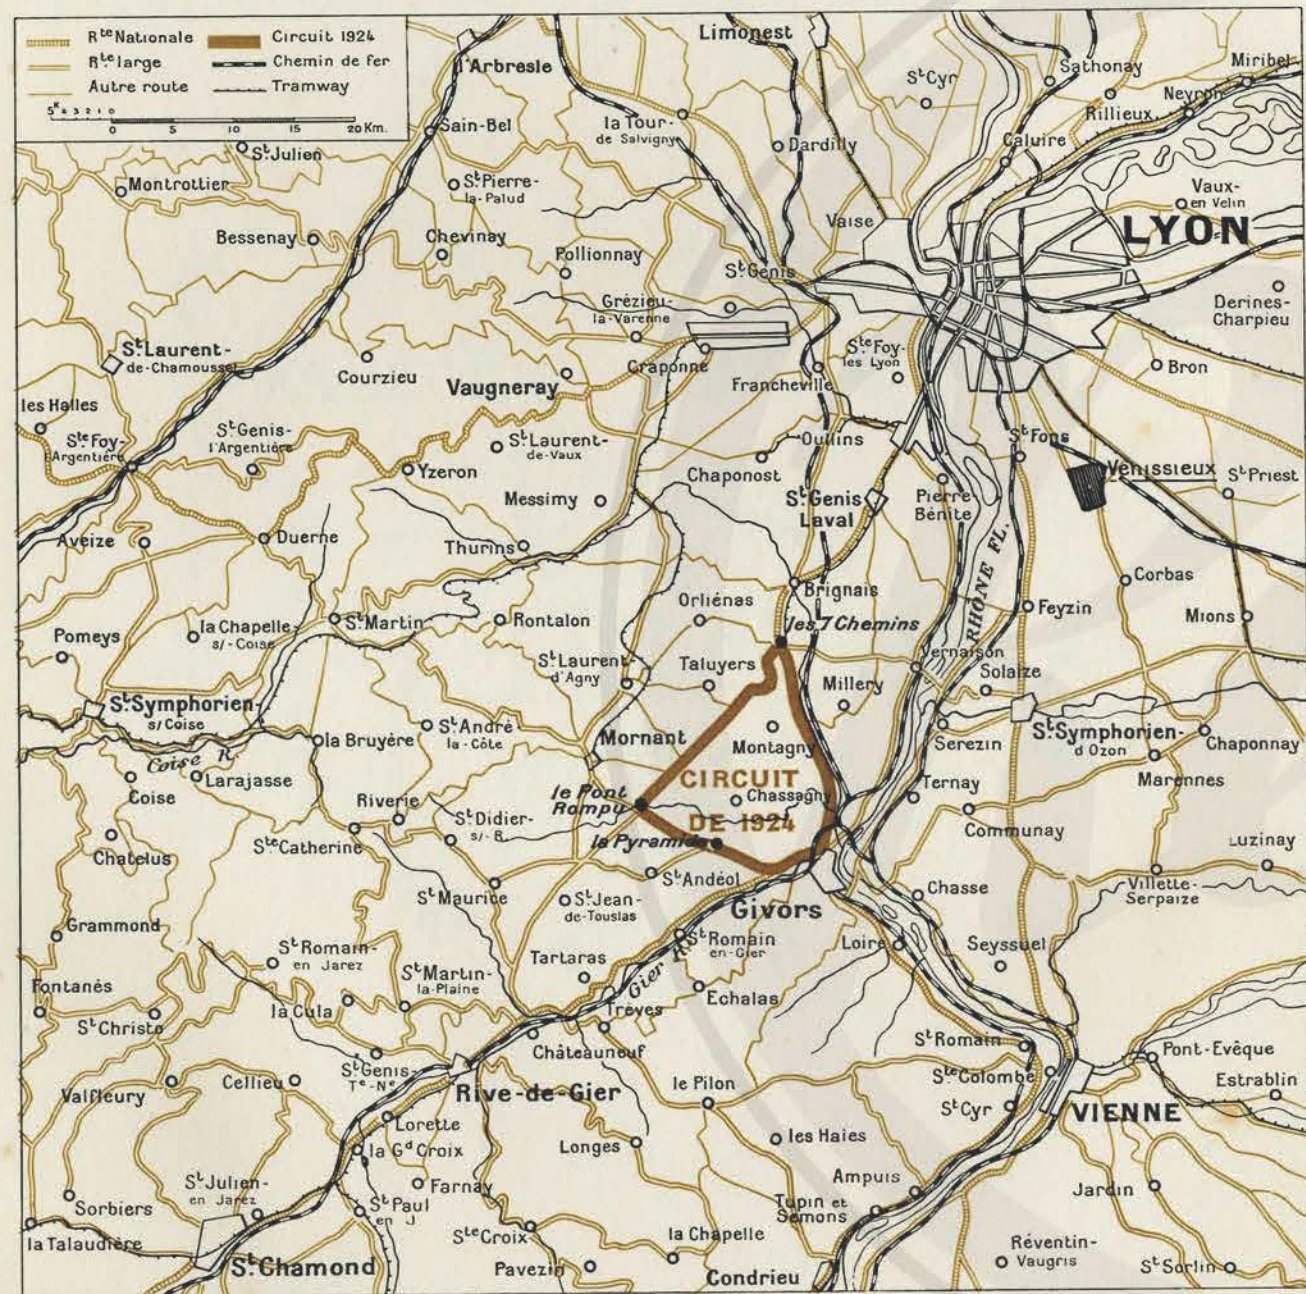 Rte Nationale
Rte large
Autre route
Circuit 1924
Chemin de fer
Tramway
5K 4 3 2 1 0 5 10 15 20 Km.
l'Arbresle
Limonest
St Cyr
Sathonay
Miribel
Neyron
Rillieux
Sain-Bel
la Tour-
de Salvigny
Dardilly
Caluire
St Julien
Montrottier
St Pierre-
la-Palud
Vaux-
en Velin
Vaise
LYON
Bessenay
Chevinay
Pollionnay
St Genis
Grézieu-
la-Varenne
Derines-
Charpieu
St Laurent-
de-Chamousset
Courzieu
Vaugneray
Craponne
Francheville
Ste Foy-
les Lyon
Bron
les Halles
Ste Foy-
l'Argentière
St Genis-
l'Argentière
Yzeron
St Laurent-
de-Vaux
Oullins
Chaponost
St Fons
Venissieux
St Priest
Messimy
St Genis
Laval
Pierre-
Bénite
Aveize
Duerne
Thurins
RHONE FL.
Brignais
Corbas
Orliénas
les 7 Chemins
Feyzin
Mions
Pomeys
la Chapelle-
s/-Coise
St Martin
Rontalon
St Laurent-
d'Agny
Taluyers
Millery
Vernaison
Solaize
St Symphorien-
s/Coise
Coise R.
la Bruyère
St André
la-Côte
Mornant
Montagny
Serezin
St Symphorien-
d'Ozon
Chaponnay
Marennes
Coise
Larajasse
Riverie
le Pont
Rompu
CIRCUIT
DE 1924
Chassagny
Ternay
Communay
Chatelus
Ste Catherine
St Didier-
s/-R
la Pyramide
Luzinay
St Andéol
St Maurice
St Jean-
de-Touslas
Givors
Chasse
Villette-
Serpaize
Grammond
St Romain-
en Jarez
St Martin-
la-Plaine
Tartaras
St Romain
en-Gier
Gier R.
Loire
Seyssuel
Fontanés
St Christo
la Cula
Trèves
Echalas
Châteauneuf
St Romain
Pont-Evêque
Valfleury
Cellieu
St Genis-
Te-Ne
Rive-de-Gier
le Pilon
Ste Colombe
Estrablin
St Cyr
VIENNE
Lorette
la Gd Croix
Longes
les Haies
Ampuis
Sorbiers
St Julien-
en Jarez
St Paul
en J
Farnay
Tupin et
Semons
Jardin
la Talaudière
St Chamond
Ste Croix
Pavezin
la Chapelle
Condrieu
Réventin-
Vaugris
St Sorlin